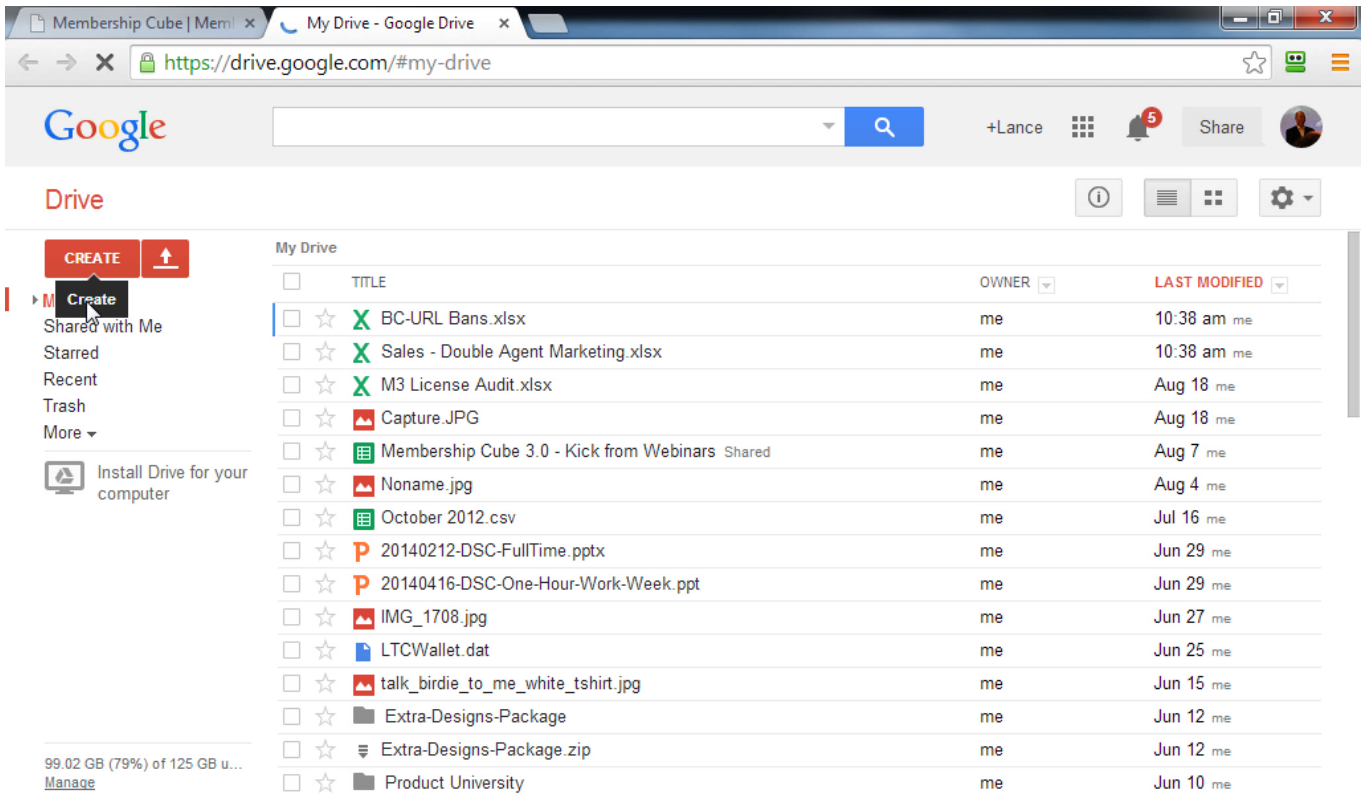 Membership Cube | Mem
My Drive - Google Drive
https://drive.google.com/#my-drive
Google
+Lance
5
Share
Drive
CREATE
Create
M
Shared with Me
Starred
Recent
Trash
More
Install Drive for your
computer
99.02 GB (79%) of 125 GB u...
Manage
My Drive
TITLE OWNER LAST MODIFIED
BC-URL Bans.xlsx me 10:38 am me
Sales - Double Agent Marketing.xlsx me 10:38 am me
M3 License Audit.xlsx me Aug 18 me
Capture.JPG me Aug 18 me
Membership Cube 3.0 - Kick from Webinars Shared me Aug 7 me
Noname.jpg me Aug 4 me
October 2012.csv me Jul 16 me
20140212-DSC-FullTime.pptx me Jun 29 me
20140416-DSC-One-Hour-Work-Week.ppt me Jun 29 me
IMG_1708.jpg me Jun 27 me
LTCWallet.dat me Jun 25 me
talk_birdie_to_me_white_tshirt.jpg me Jun 15 me
Extra-Designs-Package me Jun 12 me
Extra-Designs-Package.zip me Jun 12 me
Product University me Jun 10 me